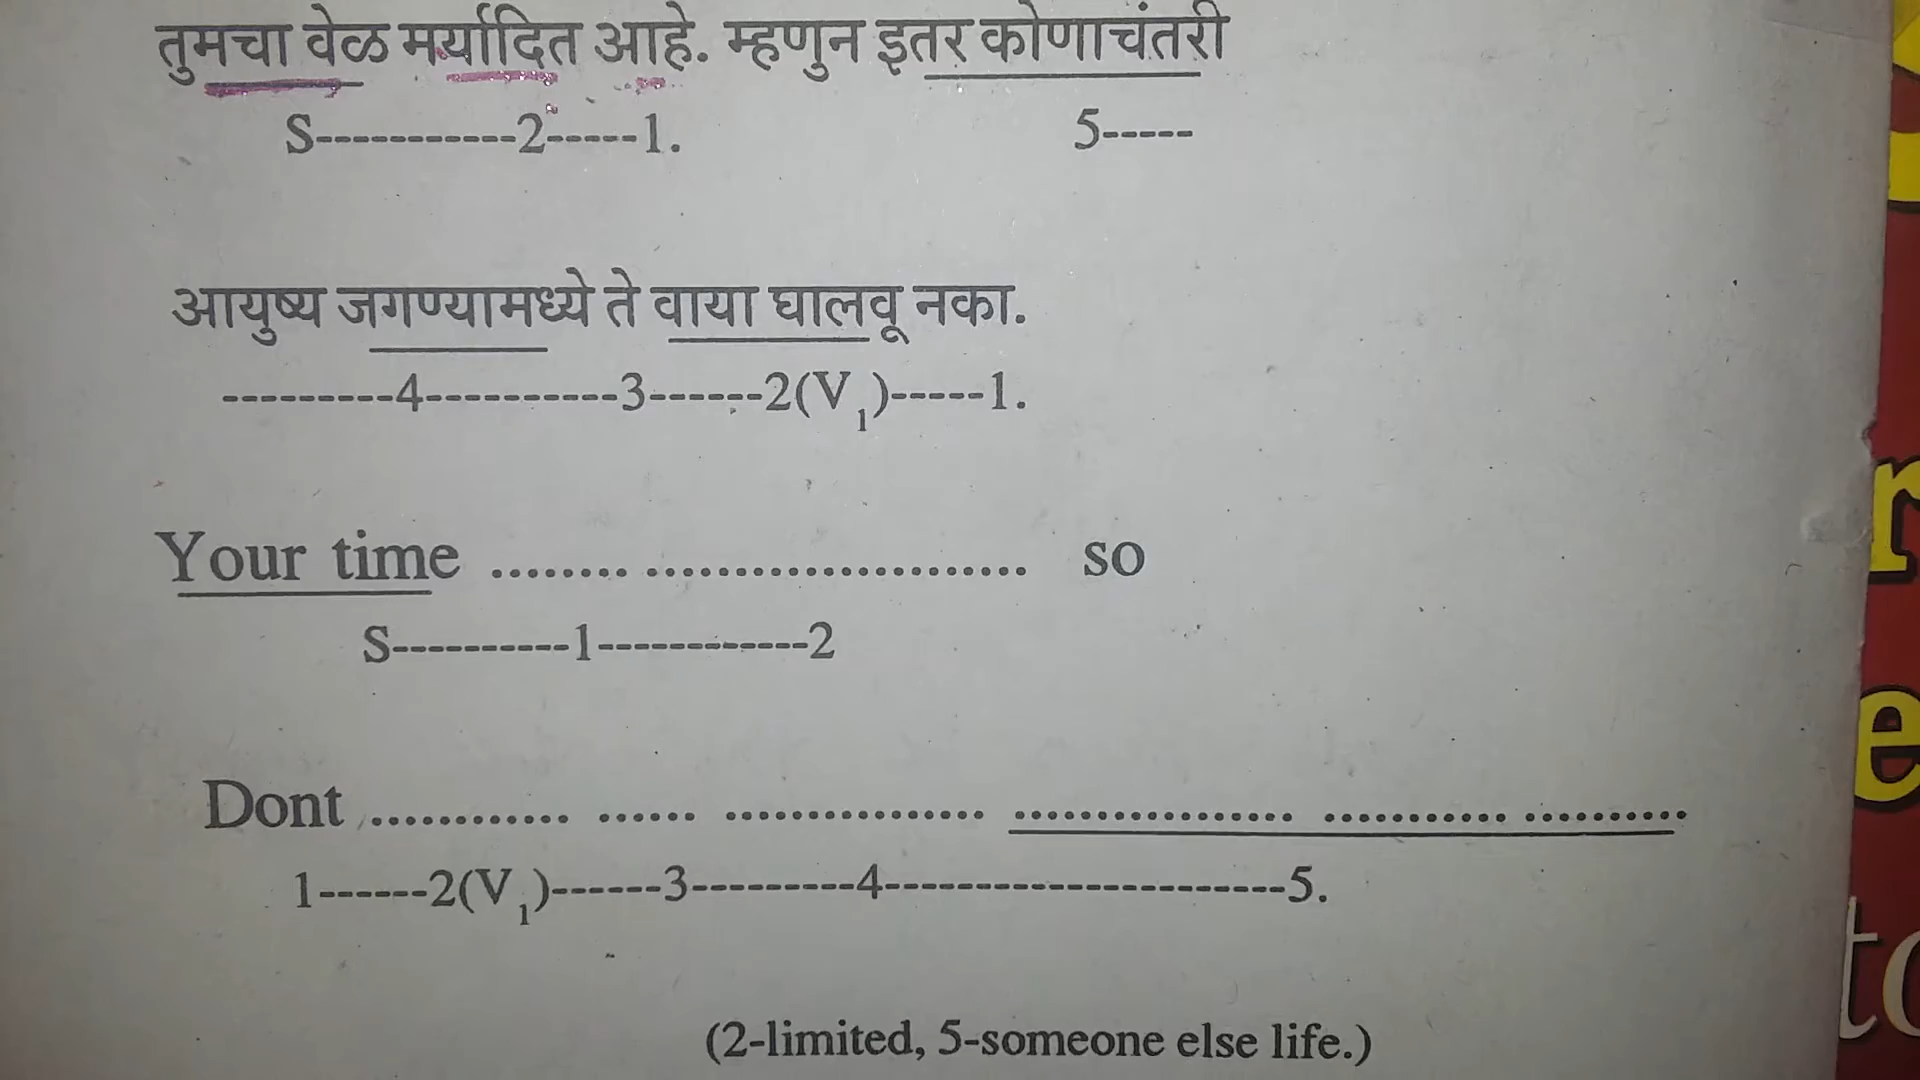 तुमचा वेळ मर्यादित आहे. म्हणुन इतर कोणाचंतरी
S-----------2-----1. 5-----
आयुष्य जगण्यामध्ये ते वाया घालवू नका.
---------4----------3------2(V1)-----1.
Your time ........ ...................... so
S----------1------------2
Dont ............ ...... ............... ................ ........... ..........
1------2(V1)------3---------4----------------------5.
(2-limited, 5-someone else life.)
r
e
to